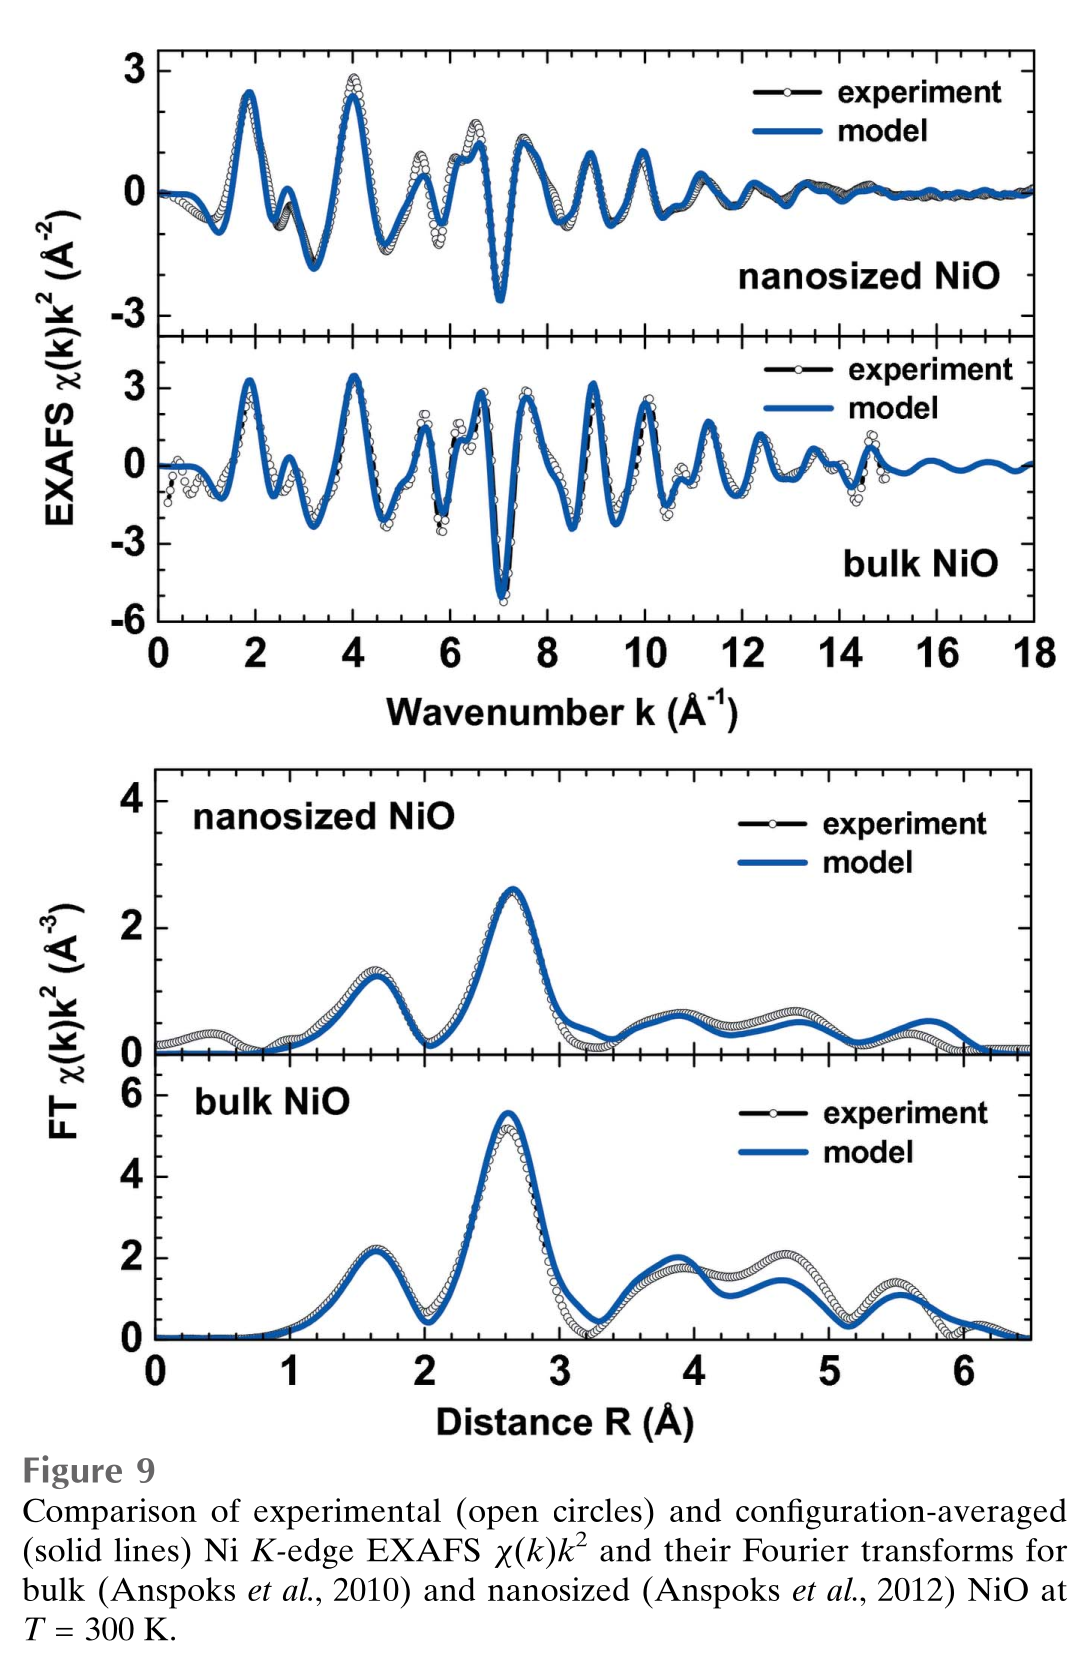 3
0
-3
experiment
model
nanosized NiO
3
0
-3
-6
experiment
model
bulk NiO
EXAFS χ(k)k² (Å⁻²)
0 2 4 6 8 10 12 14 16 18
Wavenumber k (Å⁻¹)
4
2
0
nanosized NiO
experiment
model
6
4
2
0
bulk NiO
experiment
model
FT χ(k)k² (Å⁻³)
0 1 2 3 4 5 6
Distance R (Å)
Figure 9
Comparison of experimental (open circles) and configuration-averaged
(solid lines) Ni K-edge EXAFS χ(k)k² and their Fourier transforms for
bulk (Anspoks et al., 2010) and nanosized (Anspoks et al., 2012) NiO at
T = 300 K.